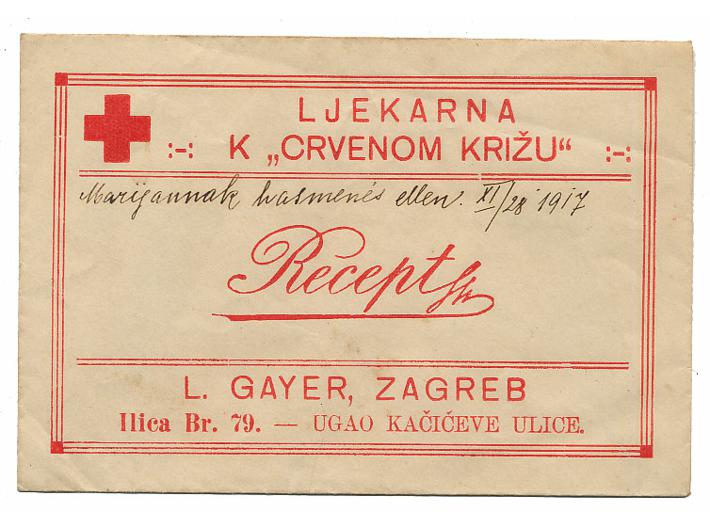 LJEKARNA
:-: K „CRVENOM KRIŽU“ :-:
Marijannak hasmenés ellen. XI/28 1917
Recept
L. GAYER, ZAGREB
Ilica Br. 79. — UGAO KAČIĆEVE ULICE.